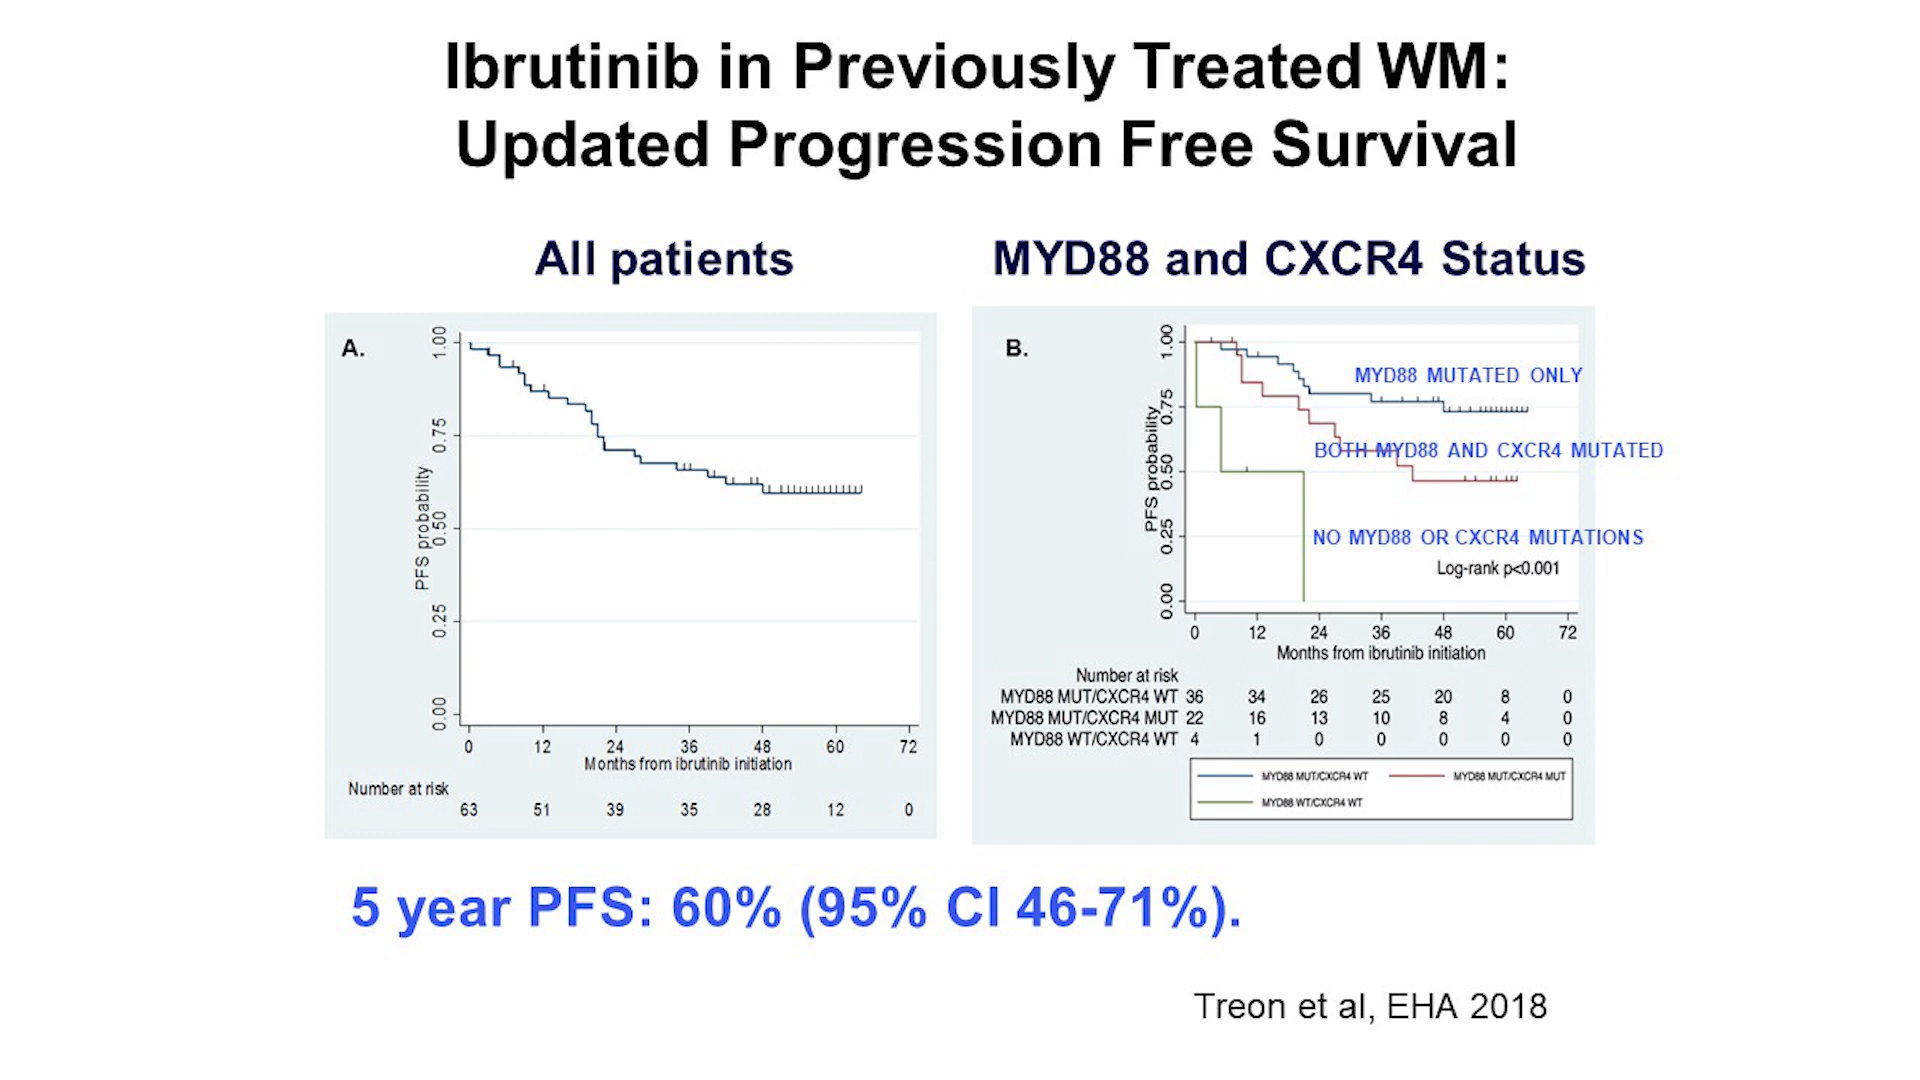 Ibrutinib in Previously Treated WM:
Updated Progression Free Survival
All patients
A.
PFS probability
1.00
0.75
0.50
0.25
0.00
0 12 24 36 48 60 72
Months from ibrutinib initiation
Number at risk
63 51 39 35 28 12 0
MYD88 and CXCR4 Status
B.
PFS probability
1.00
0.75
0.50
0.25
0.00
MYD88 MUTATED ONLY
BOTH MYD88 AND CXCR4 MUTATED
NO MYD88 OR CXCR4 MUTATIONS
Log-rank p<0.001
0 12 24 36 48 60 72
Months from ibrutinib initiation
Number at risk
MYD88 MUT/CXCR4 WT 36 34 26 25 20 8 0
MYD88 MUT/CXCR4 MUT 22 16 13 10 8 4 0
MYD88 WT/CXCR4 WT 4 1 0 0 0 0 0
MYD88 MUT/CXCR4 WT MYD88 MUT/CXCR4 MUT
MYD88 WT/CXCR4 WT
5 year PFS: 60% (95% CI 46-71%).
Treon et al, EHA 2018